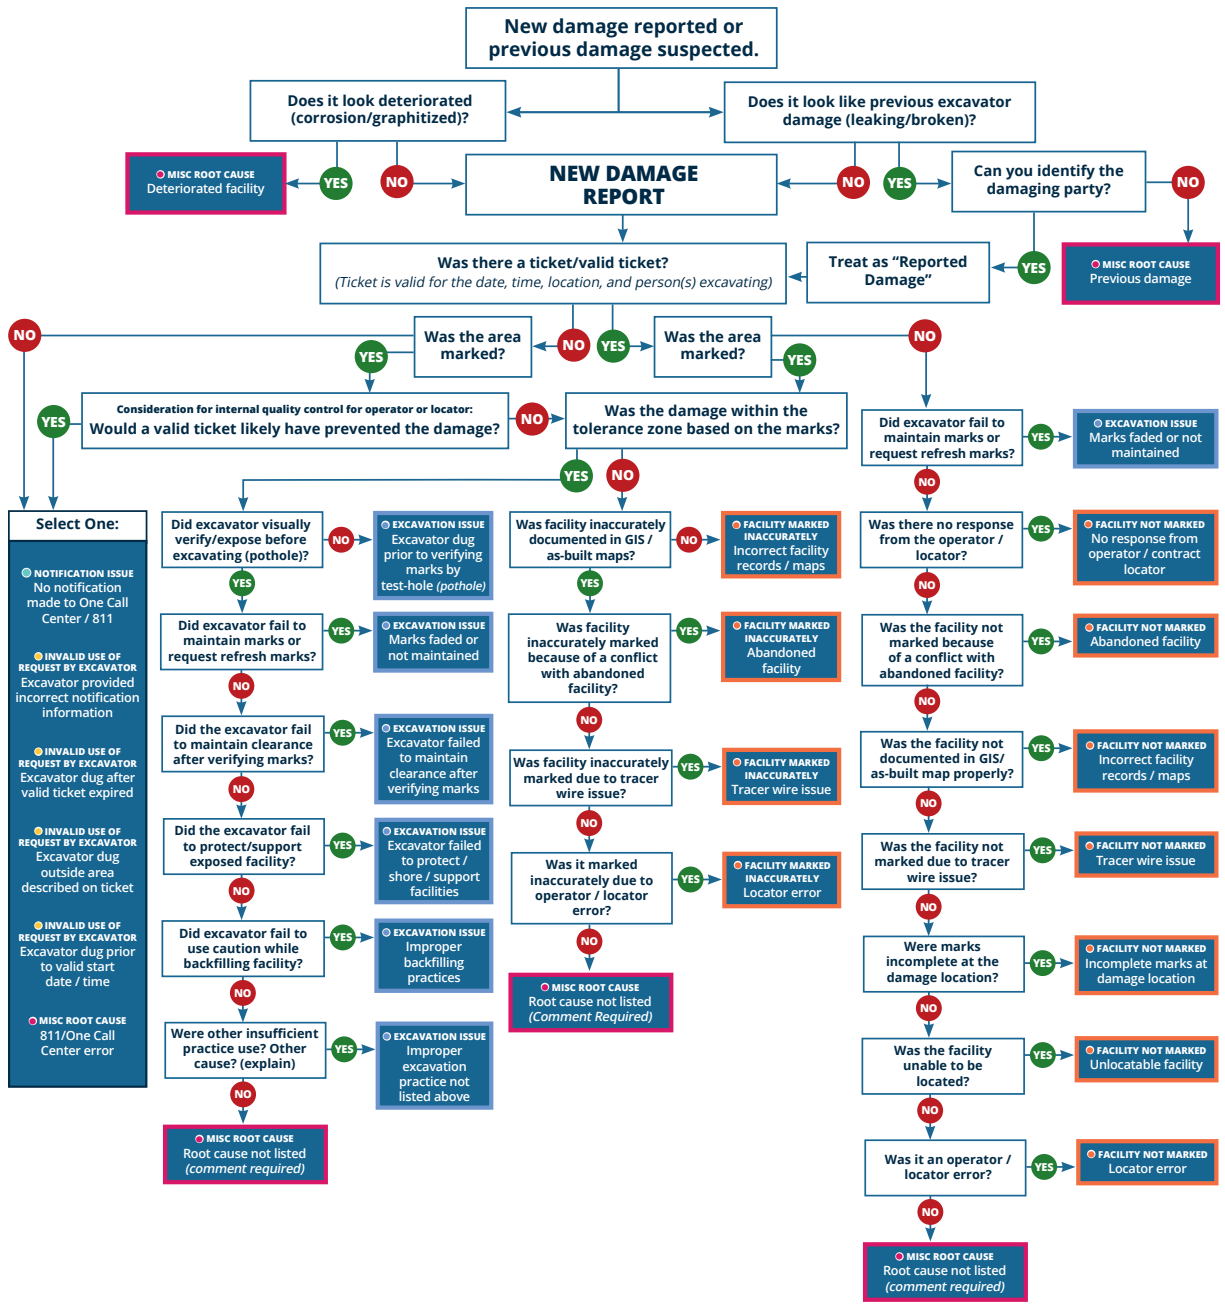 New damage reported or
previous damage suspected.
Does it look deteriorated
(corrosion/graphitized)?
Does it look like previous excavator
damage (leaking/broken)?
MISC ROOT CAUSE
Deteriorated facility
YES
NO
NEW DAMAGE
REPORT
NO
YES
Can you identify the
damaging party?
NO
Was there a ticket/valid ticket?
(Ticket is valid for the date, time, location, and person(s) excavating)
Treat as “Reported
Damage”
YES
MISC ROOT CAUSE
Previous damage
NO
Was the area
marked?
NO
YES
Was the area
marked?
NO
YES
YES
YES
Consideration for internal quality control for operator or locator:
Would a valid ticket likely have prevented the damage?
NO
Was the damage within the
tolerance zone based on the marks?
YES
NO
Select One:
NOTIFICATION ISSUE
No notification
made to One Call
Center / 811
INVALID USE OF
REQUEST BY EXCAVATOR
Excavator provided
incorrect notification
information
INVALID USE OF
REQUEST BY EXCAVATOR
Excavator dug after
valid ticket expired
INVALID USE OF
REQUEST BY EXCAVATOR
Excavator dug
outside area
described on ticket
INVALID USE OF
REQUEST BY EXCAVATOR
Excavator dug prior
to valid start
date / time
MISC ROOT CAUSE
811/One Call
Center error
Did excavator visually
verify/expose before
excavating (pothole)?
NO
EXCAVATION ISSUE
Excavator dug
prior to verifying
marks by
test-hole (pothole)
YES
Did excavator fail to
maintain marks or
request refresh marks?
YES
EXCAVATION ISSUE
Marks faded or
not maintained
NO
Did the excavator fail
to maintain clearance
after verifying marks?
YES
EXCAVATION ISSUE
Excavator failed
to maintain
clearance after
verifying marks
NO
Did the excavator fail
to protect/support
exposed facility?
YES
EXCAVATION ISSUE
Excavator failed
to protect /
shore / support
facilities
NO
Did excavator fail to
use caution while
backfilling facility?
YES
EXCAVATION ISSUE
Improper
backfilling
practices
NO
Were other insufficient
practice use? Other
cause? (explain)
YES
EXCAVATION ISSUE
Improper
excavation
practice not
listed above
NO
MISC ROOT CAUSE
Root cause not listed
(comment required)
Was facility inaccurately
documented in GIS /
as-built maps?
NO
FACILITY MARKED
INACCURATELY
Incorrect facility
records / maps
YES
Was facility
inaccurately marked
because of a conflict
with abandoned
facility?
YES
FACILITY MARKED
INACCURATELY
Abandoned
facility
NO
Was facility inaccurately
marked due to tracer
wire issue?
YES
FACILITY MARKED
INACCURATELY
Tracer wire issue
NO
Was it marked
inaccurately due to
operator / locator
error?
YES
FACILITY MARKED
INACCURATELY
Locator error
NO
MISC ROOT CAUSE
Root cause not listed
(Comment Required)
Did excavator fail to
maintain marks or
request refresh marks?
YES
EXCAVATION ISSUE
Marks faded or not
maintained
NO
Was there no response
from the operator /
locator?
YES
FACILITY NOT MARKED
No response from
operator / contract
locator
NO
Was the facility not
marked because
of a conflict with
abandoned facility?
YES
FACILITY NOT MARKED
Abandoned facility
NO
Was the facility not
documented in GIS/
as-built map properly?
YES
FACILITY NOT MARKED
Incorrect facility
records / maps
NO
Was the facility not
marked due to tracer
wire issue?
YES
FACILITY NOT MARKED
Tracer wire issue
NO
Were marks
incomplete at the
damage location?
YES
FACILITY NOT MARKED
Incomplete marks at
damage location
NO
Was the facility
unable to be
located?
YES
FACILITY NOT MARKED
Unlocatable facility
NO
Was it an operator /
locator error?
YES
FACILITY NOT MARKED
Locator error
NO
MISC ROOT CAUSE
Root cause not listed
(comment required)